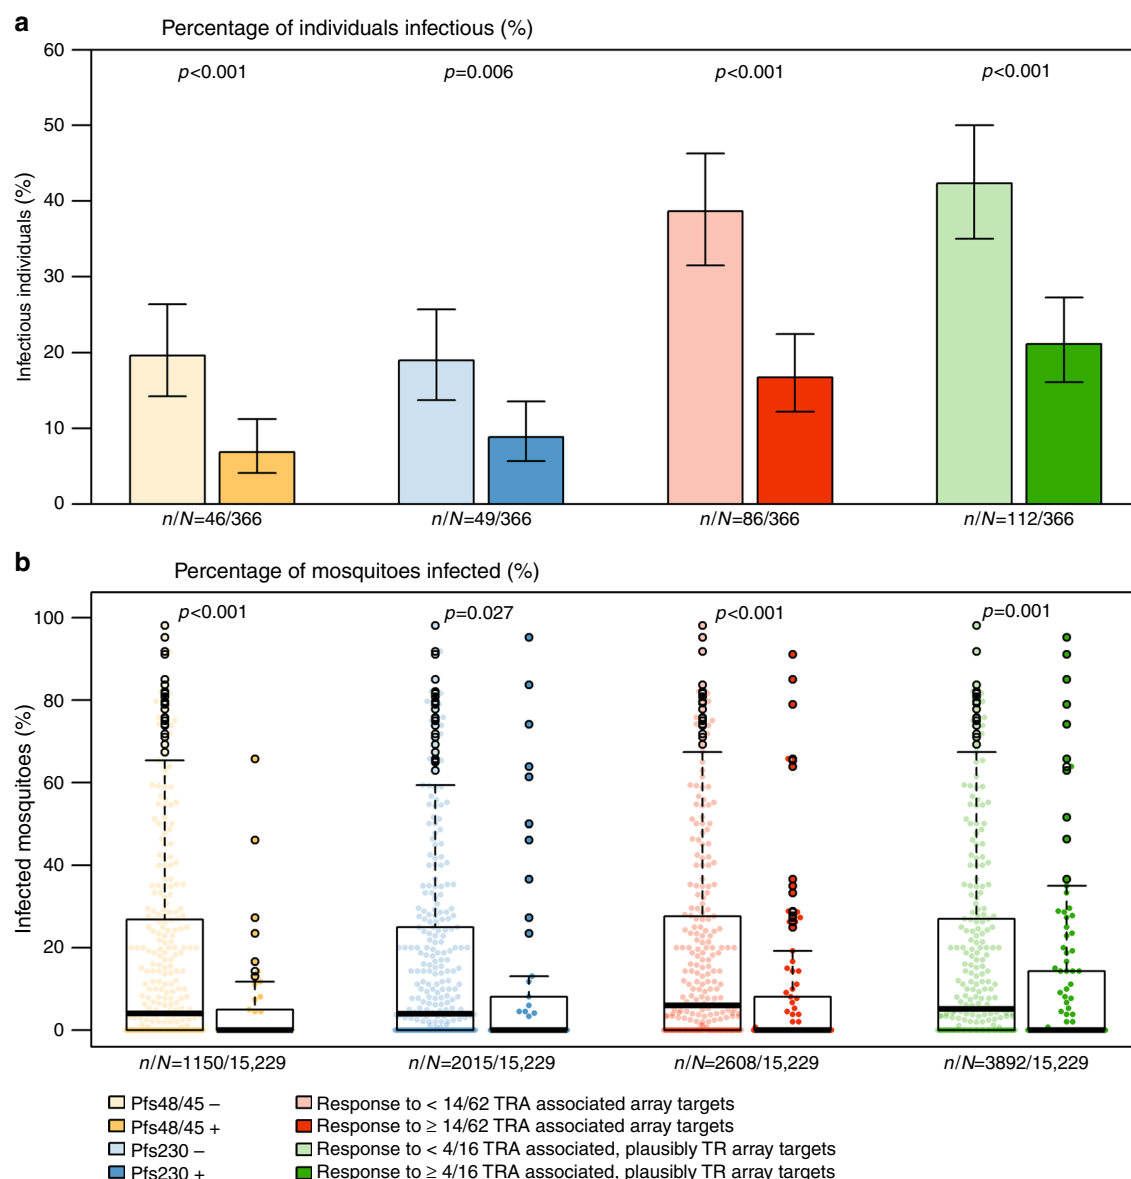 a
Percentage of individuals infectious (%)
60
50
40
30
20
10
0
Infectious individuals (%)
p<0.001
p=0.006
p<0.001
p<0.001
n/N=46/366
n/N=49/366
n/N=86/366
n/N=112/366
b
Percentage of mosquitoes infected (%)
100
80
60
40
20
0
Infected mosquitoes (%)
p<0.001
p=0.027
p<0.001
p=0.001
n/N=1150/15,229
n/N=2015/15,229
n/N=2608/15,229
n/N=3892/15,229
Pfs48/45 –
Pfs48/45 +
Pfs230 –
Pfs230 +
Response to < 14/62 TRA associated array targets
Response to ≥ 14/62 TRA associated array targets
Response to < 4/16 TRA associated, plausibly TR array targets
Response to ≥ 4/16 TRA associated, plausibly TR array targets